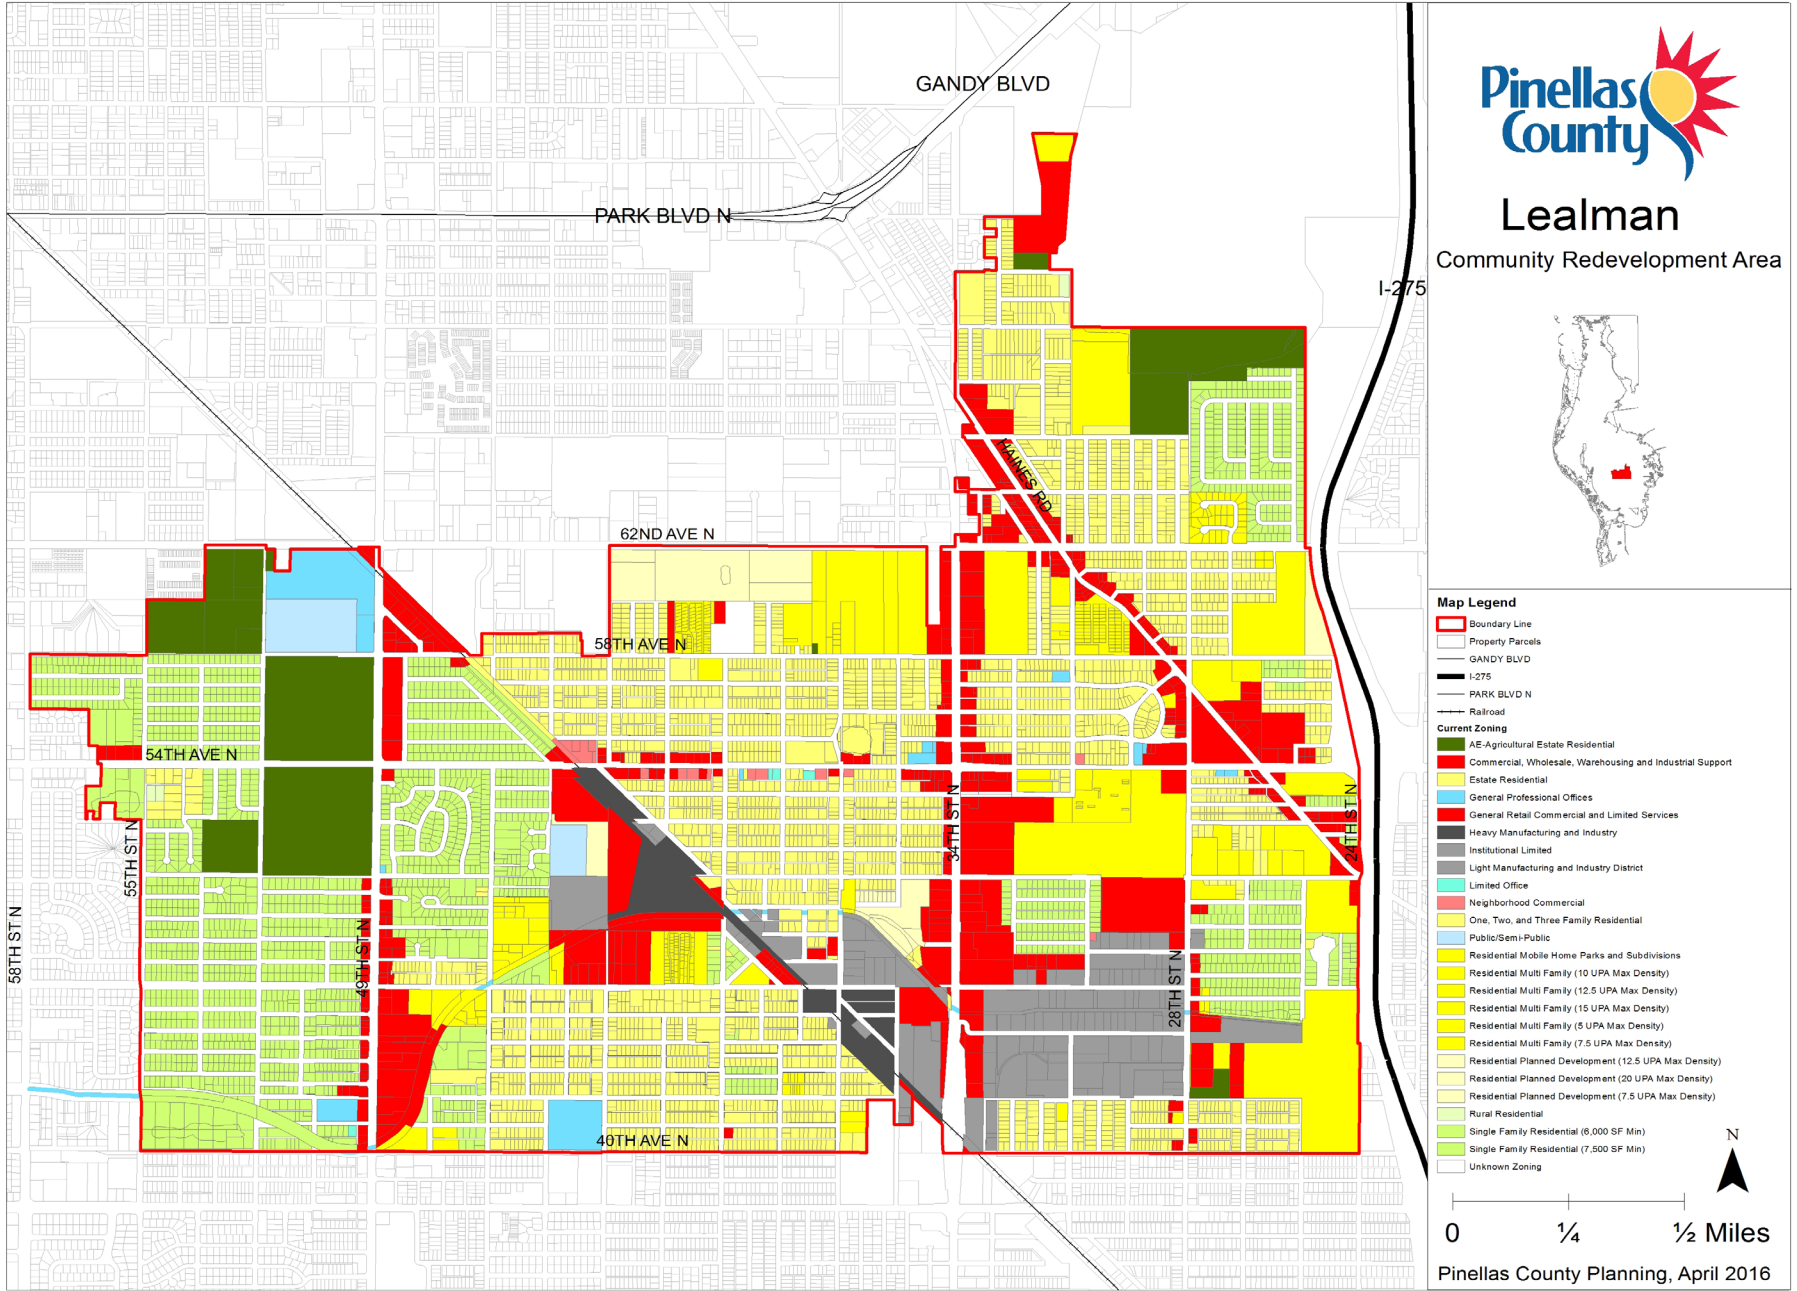 GANDY BLVD
PARK BLVD N
I-275
HAINES RD
62ND AVE N
58TH AVE N
54TH AVE N
34TH ST N
24TH ST N
55TH ST N
58TH ST N
49TH ST N
28TH ST N
40TH AVE N
Pinellas
County
Lealman
Community Redevelopment Area
Map Legend
Boundary Line
Property Parcels
GANDY BLVD
I-275
PARK BLVD N
Railroad
Current Zoning
AE-Agricultural Estate Residential
Commercial, Wholesale, Warehousing and Industrial Support
Estate Residential
General Professional Offices
General Retail Commercial and Limited Services
Heavy Manufacturing and Industry
Institutional Limited
Light Manufacturing and Industry District
Limited Office
Neighborhood Commercial
One, Two, and Three Family Residential
Public/Semi-Public
Residential Mobile Home Parks and Subdivisions
Residential Multi Family (10 UPA Max Density)
Residential Multi Family (12.5 UPA Max Density)
Residential Multi Family (15 UPA Max Density)
Residential Multi Family (5 UPA Max Density)
Residential Multi Family (7.5 UPA Max Density)
Residential Planned Development (12.5 UPA Max Density)
Residential Planned Development (20 UPA Max Density)
Residential Planned Development (7.5 UPA Max Density)
Rural Residential
Single Family Residential (6,000 SF Min)
Single Family Residential (7,500 SF Min)
Unknown Zoning
N
0 ¼ ½ Miles
Pinellas County Planning, April 2016